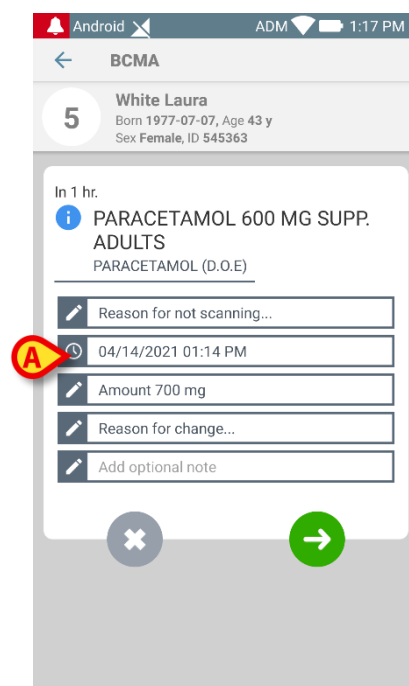 Android ADM 1:17 PM
BCMA
5
White Laura
Born 1977-07-07, Age 43 y
Sex Female, ID 545363
In 1 hr.
PARACETAMOL 600 MG SUPP.
ADULTS
PARACETAMOL (D.O.E)
Reason for not scanning...
A
04/14/2021 01:14 PM
Amount 700 mg
Reason for change...
Add optional note